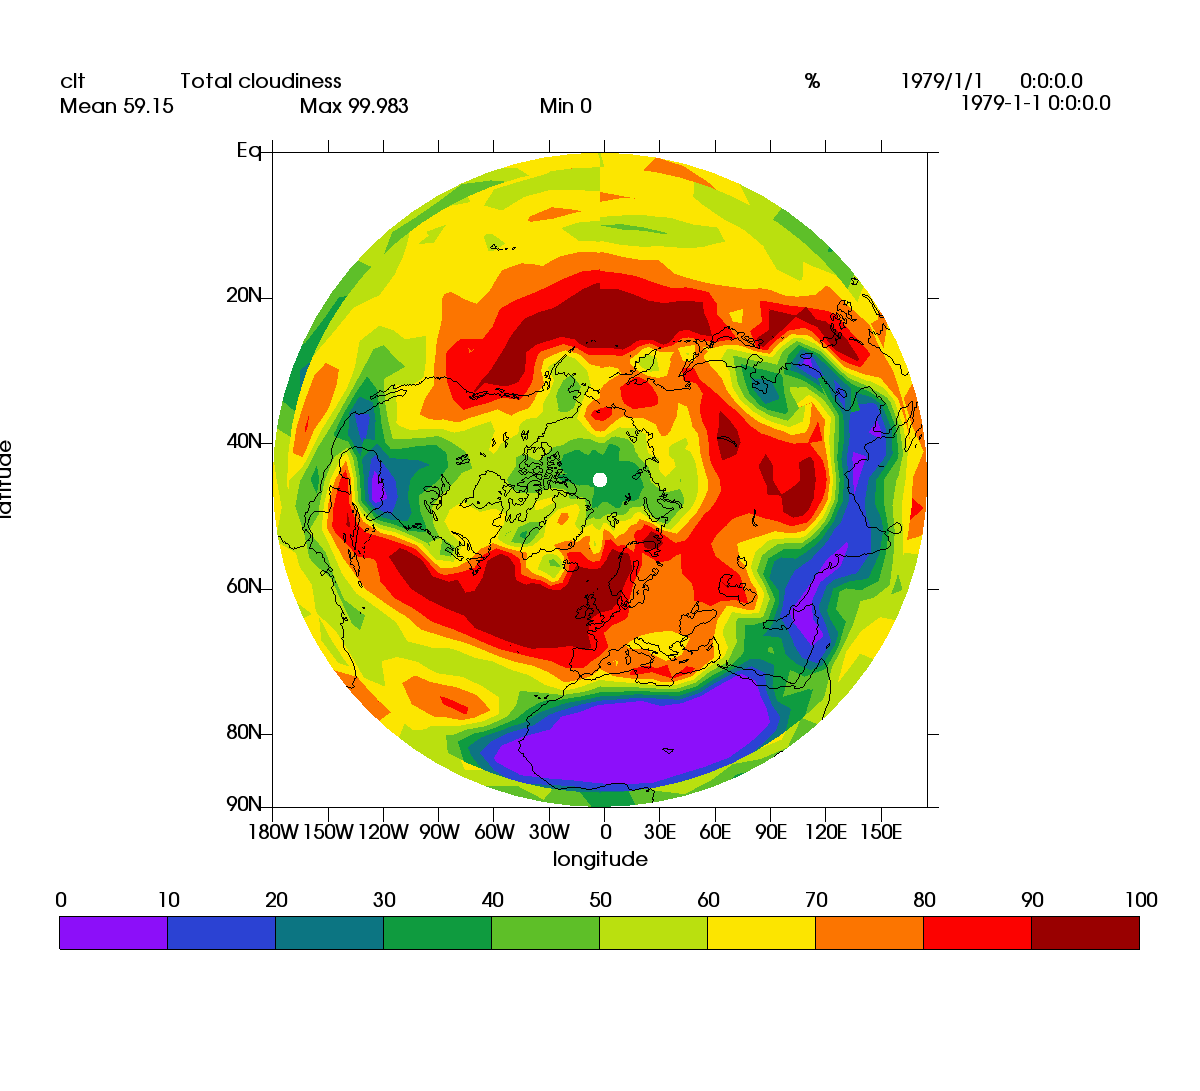 clt Total cloudiness % 1979/1/1 0:0:0.0
Mean 59.15 Max 99.983 Min 0 1979-1-1 0:0:0.0
Eq
20N
40N
latitude
60N
80N
90N
180W 150W 120W 90W 60W 30W 0 30E 60E 90E 120E 150E
longitude
0 10 20 30 40 50 60 70 80 90 100